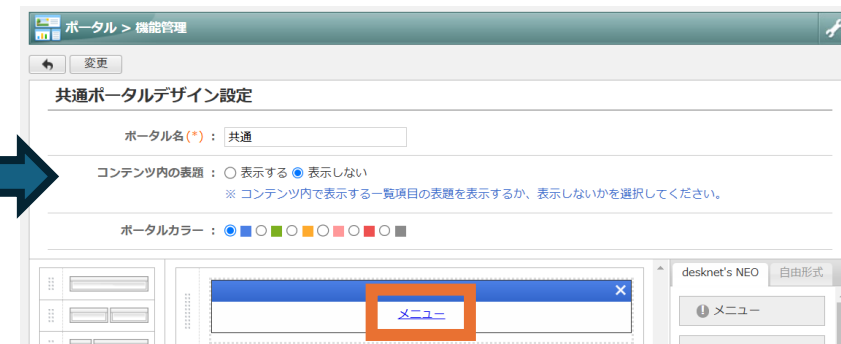 ポータル > 機能管理
変更
共通ポータルデザイン設定
ポータル名(*) : 共通
コンテンツ内の表題 : 表示する 表示しない
※ コンテンツ内で表示する一覧項目の表題を表示するか、表示しないかを選択してください。
ポータルカラー :
desknet's NEO 自由形式
メニュー
メニュー